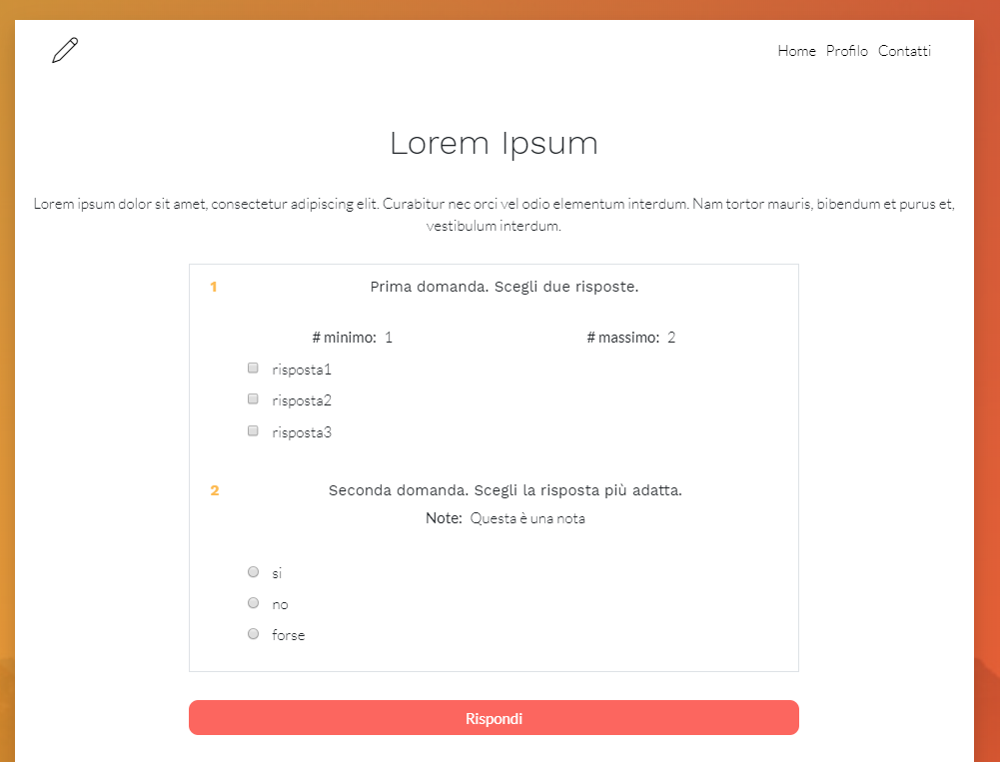 Home Profilo Contatti
Lorem Ipsum
Lorem ipsum dolor sit amet, consectetur adipiscing elit. Curabitur nec orci vel odio elementum interdum. Nam tortor mauris, bibendum et purus et,
vestibulum interdum.
1 Prima domanda. Scegli due risposte.
# minimo: 1 # massimo: 2
risposta1
risposta2
risposta3
2 Seconda domanda. Scegli la risposta più adatta.
Note: Questa è una nota
si
no
forse
Rispondi